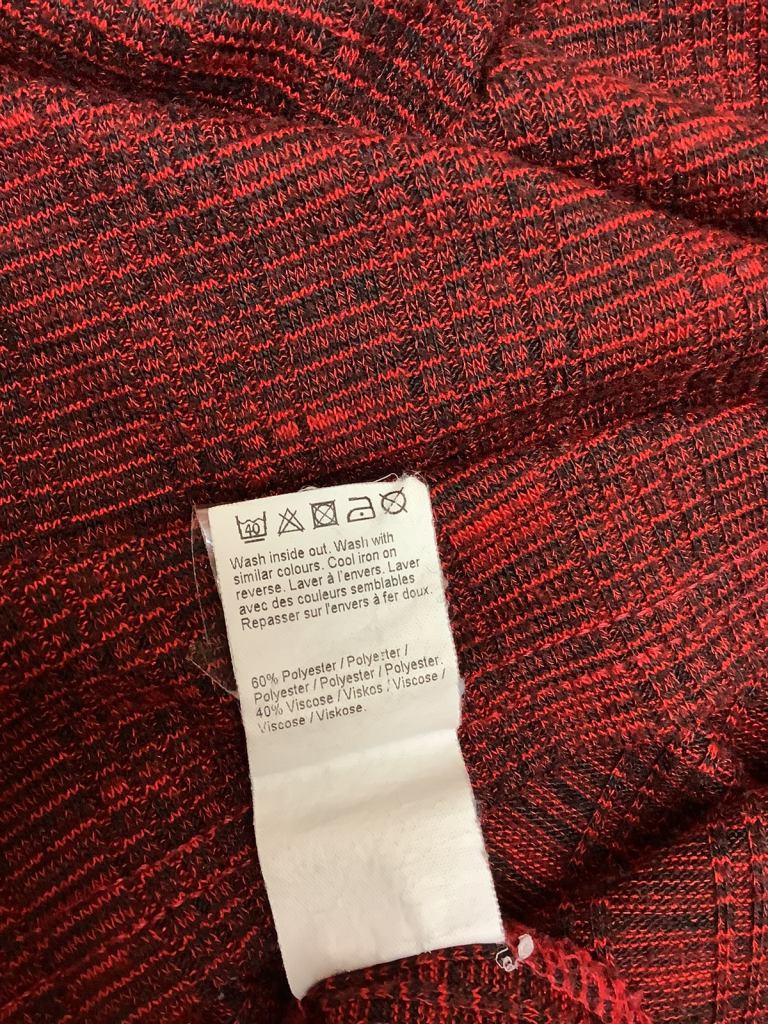 40
Wash inside out. Wash with
similar colours. Cool iron on
reverse. Laver à l'envers. Laver
avec des couleurs semblables
Repasser sur l'envers à fer doux.
60% Polyester / Polyester /
Polyester / Polyester / Polyester.
40% Viscose / Viskos / Viscose /
Viscose / Viskose.